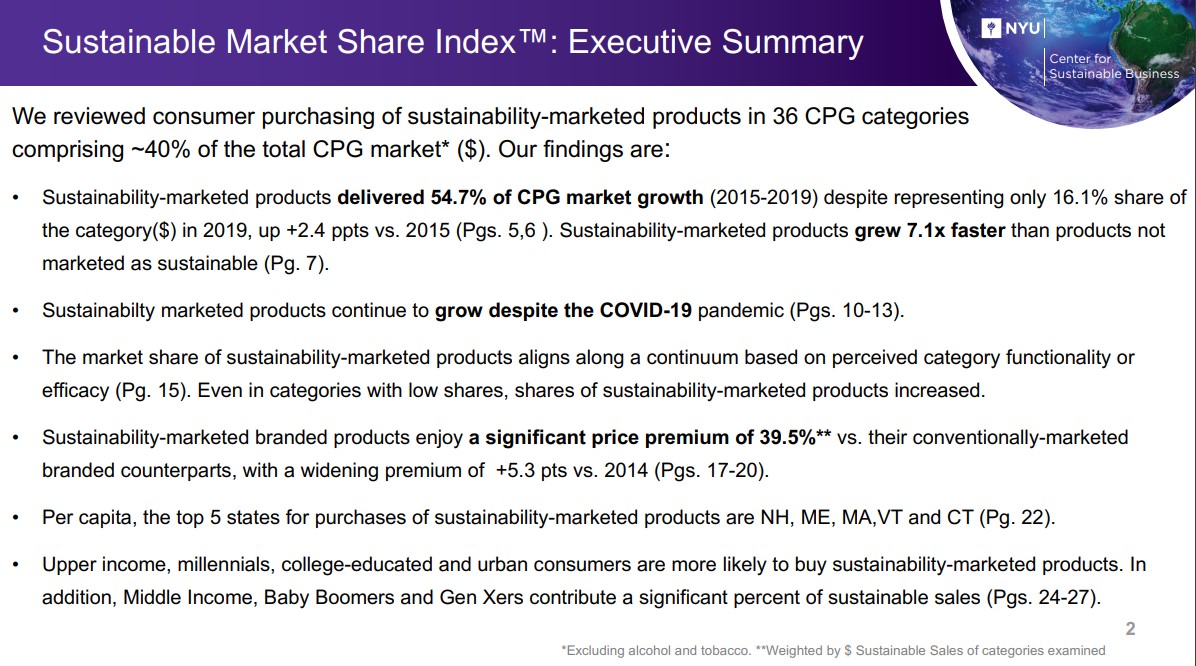 Sustainable Market Share Index™: Executive Summary
NYU
Center for
Sustainable Business
We reviewed consumer purchasing of sustainability-marketed products in 36 CPG categories
comprising ~40% of the total CPG market* ($). Our findings are:
• Sustainability-marketed products delivered 54.7% of CPG market growth (2015-2019) despite representing only 16.1% share of
the category($) in 2019, up +2.4 ppts vs. 2015 (Pgs. 5,6 ). Sustainability-marketed products grew 7.1x faster than products not
marketed as sustainable (Pg. 7).
• Sustainabilty marketed products continue to grow despite the COVID-19 pandemic (Pgs. 10-13).
• The market share of sustainability-marketed products aligns along a continuum based on perceived category functionality or
efficacy (Pg. 15). Even in categories with low shares, shares of sustainability-marketed products increased.
• Sustainability-marketed branded products enjoy a significant price premium of 39.5%** vs. their conventionally-marketed
branded counterparts, with a widening premium of +5.3 pts vs. 2014 (Pgs. 17-20).
• Per capita, the top 5 states for purchases of sustainability-marketed products are NH, ME, MA,VT and CT (Pg. 22).
• Upper income, millennials, college-educated and urban consumers are more likely to buy sustainability-marketed products. In
addition, Middle Income, Baby Boomers and Gen Xers contribute a significant percent of sustainable sales (Pgs. 24-27).
2
*Excluding alcohol and tobacco. **Weighted by $ Sustainable Sales of categories examined